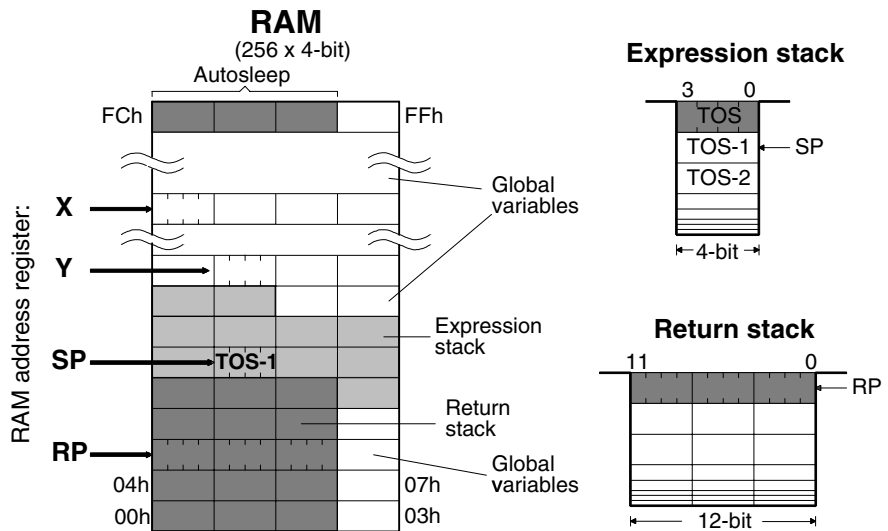 RAM
(256 x 4-bit)
Autosleep
FCh
FFh
Global
variables
X
Y
SP
TOS-1
RP
RAM address register:
Expression
stack
Return
stack
Global
variables
04h
00h
07h
03h
Expression stack
3
0
TOS
TOS-1
TOS-2
SP
4-bit
Return stack
11
0
RP
12-bit